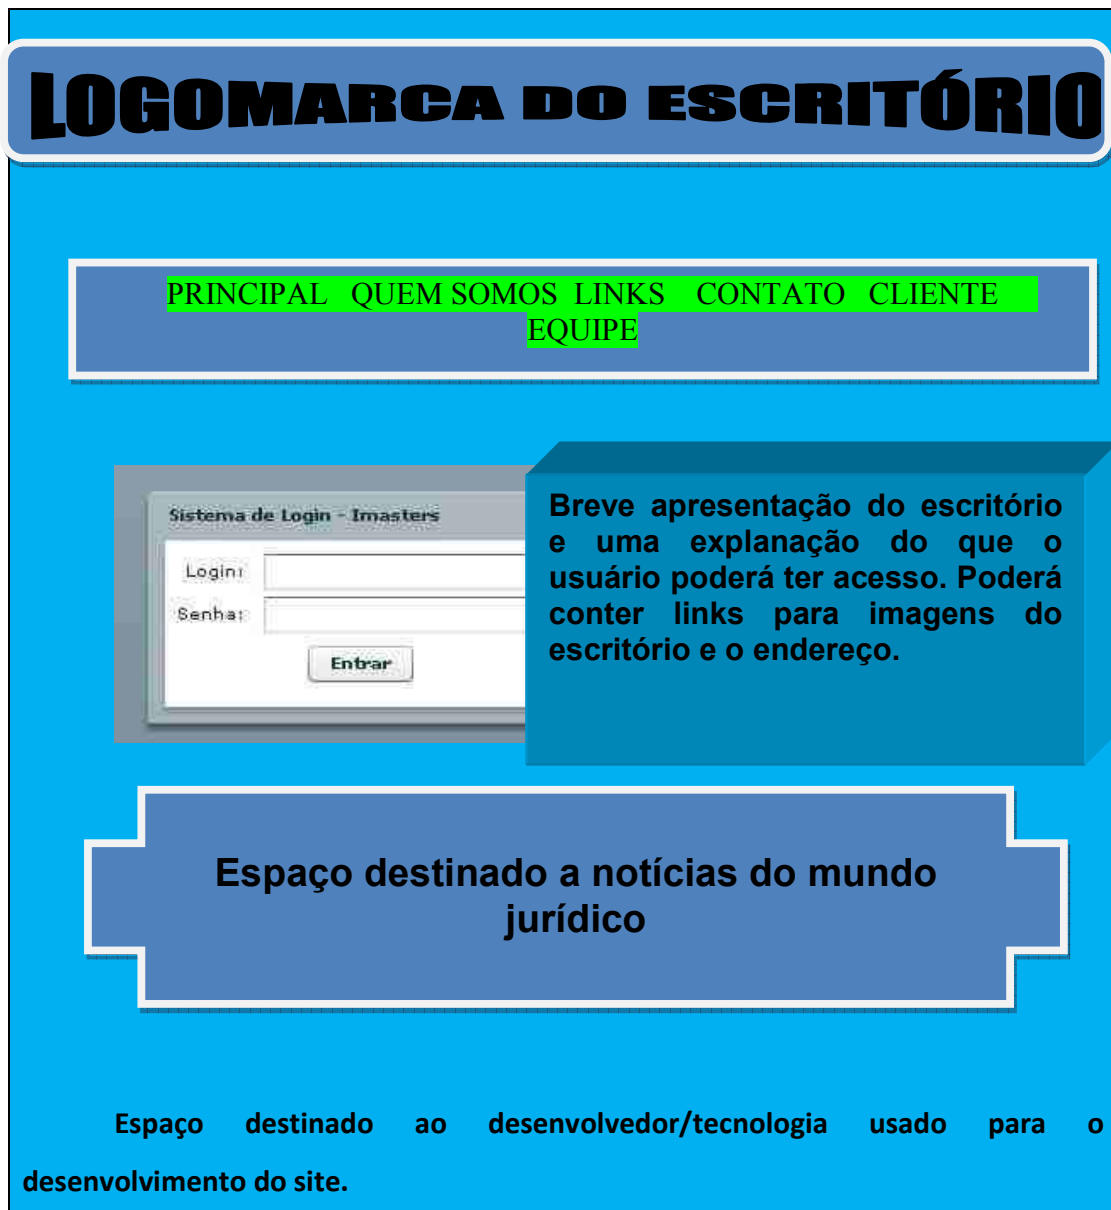 LOGOMARCA DO ESCRITÓRIO
PRINCIPAL QUEM SOMOS LINKS CONTATO CLIENTE
EQUIPE
Sistema de Login - Imasters
Login:
Senha:
Entrar
Breve apresentação do escritório
e uma explanação do que o
usuário poderá ter acesso. Poderá
conter links para imagens do
escritório e o endereço.
Espaço destinado a notícias do mundo
jurídico
Espaço destinado ao desenvolvedor/tecnologia usado para o
desenvolvimento do site.